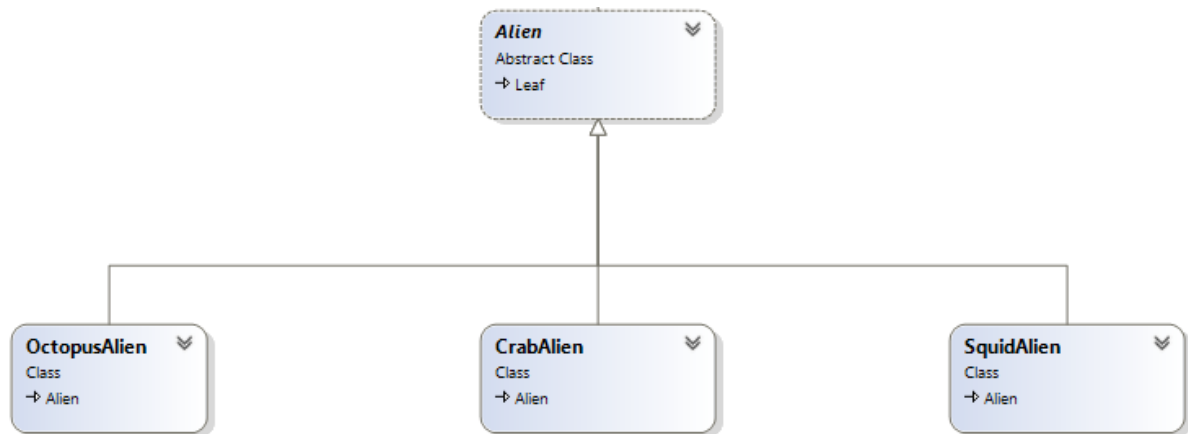 Alien
Abstract Class
Leaf
OctopusAlien
Class
Alien
CrabAlien
Class
Alien
SquidAlien
Class
Alien